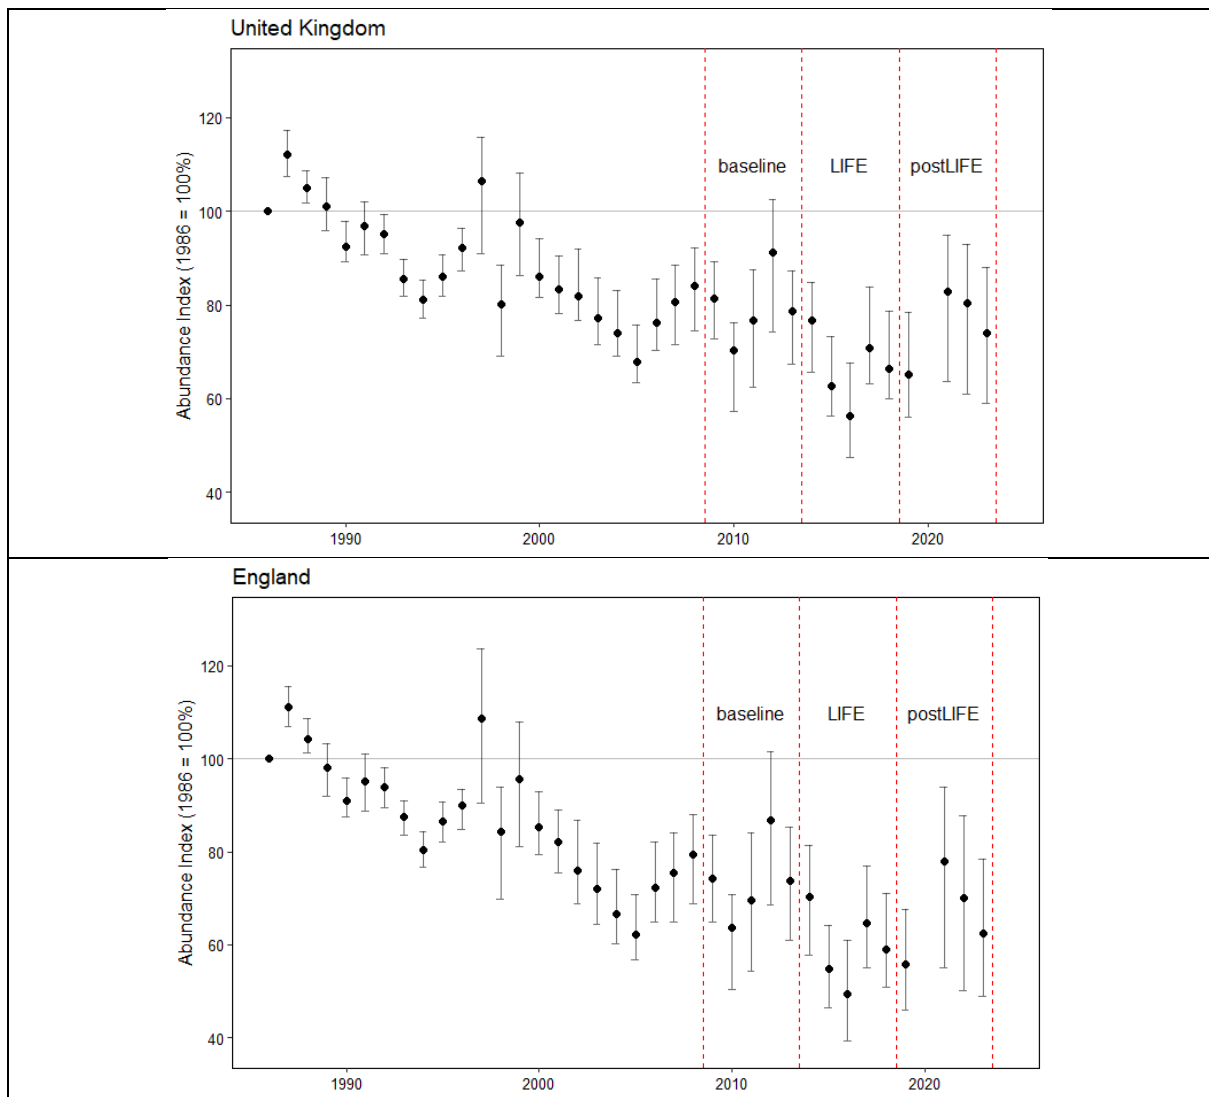 United Kingdom
Abundance Index (1986 = 100%)
120
100
80
60
40
baseline LIFE postLIFE
1990 2000 2010 2020
England
Abundance Index (1986 = 100%)
120
100
80
60
40
baseline LIFE postLIFE
1990 2000 2010 2020